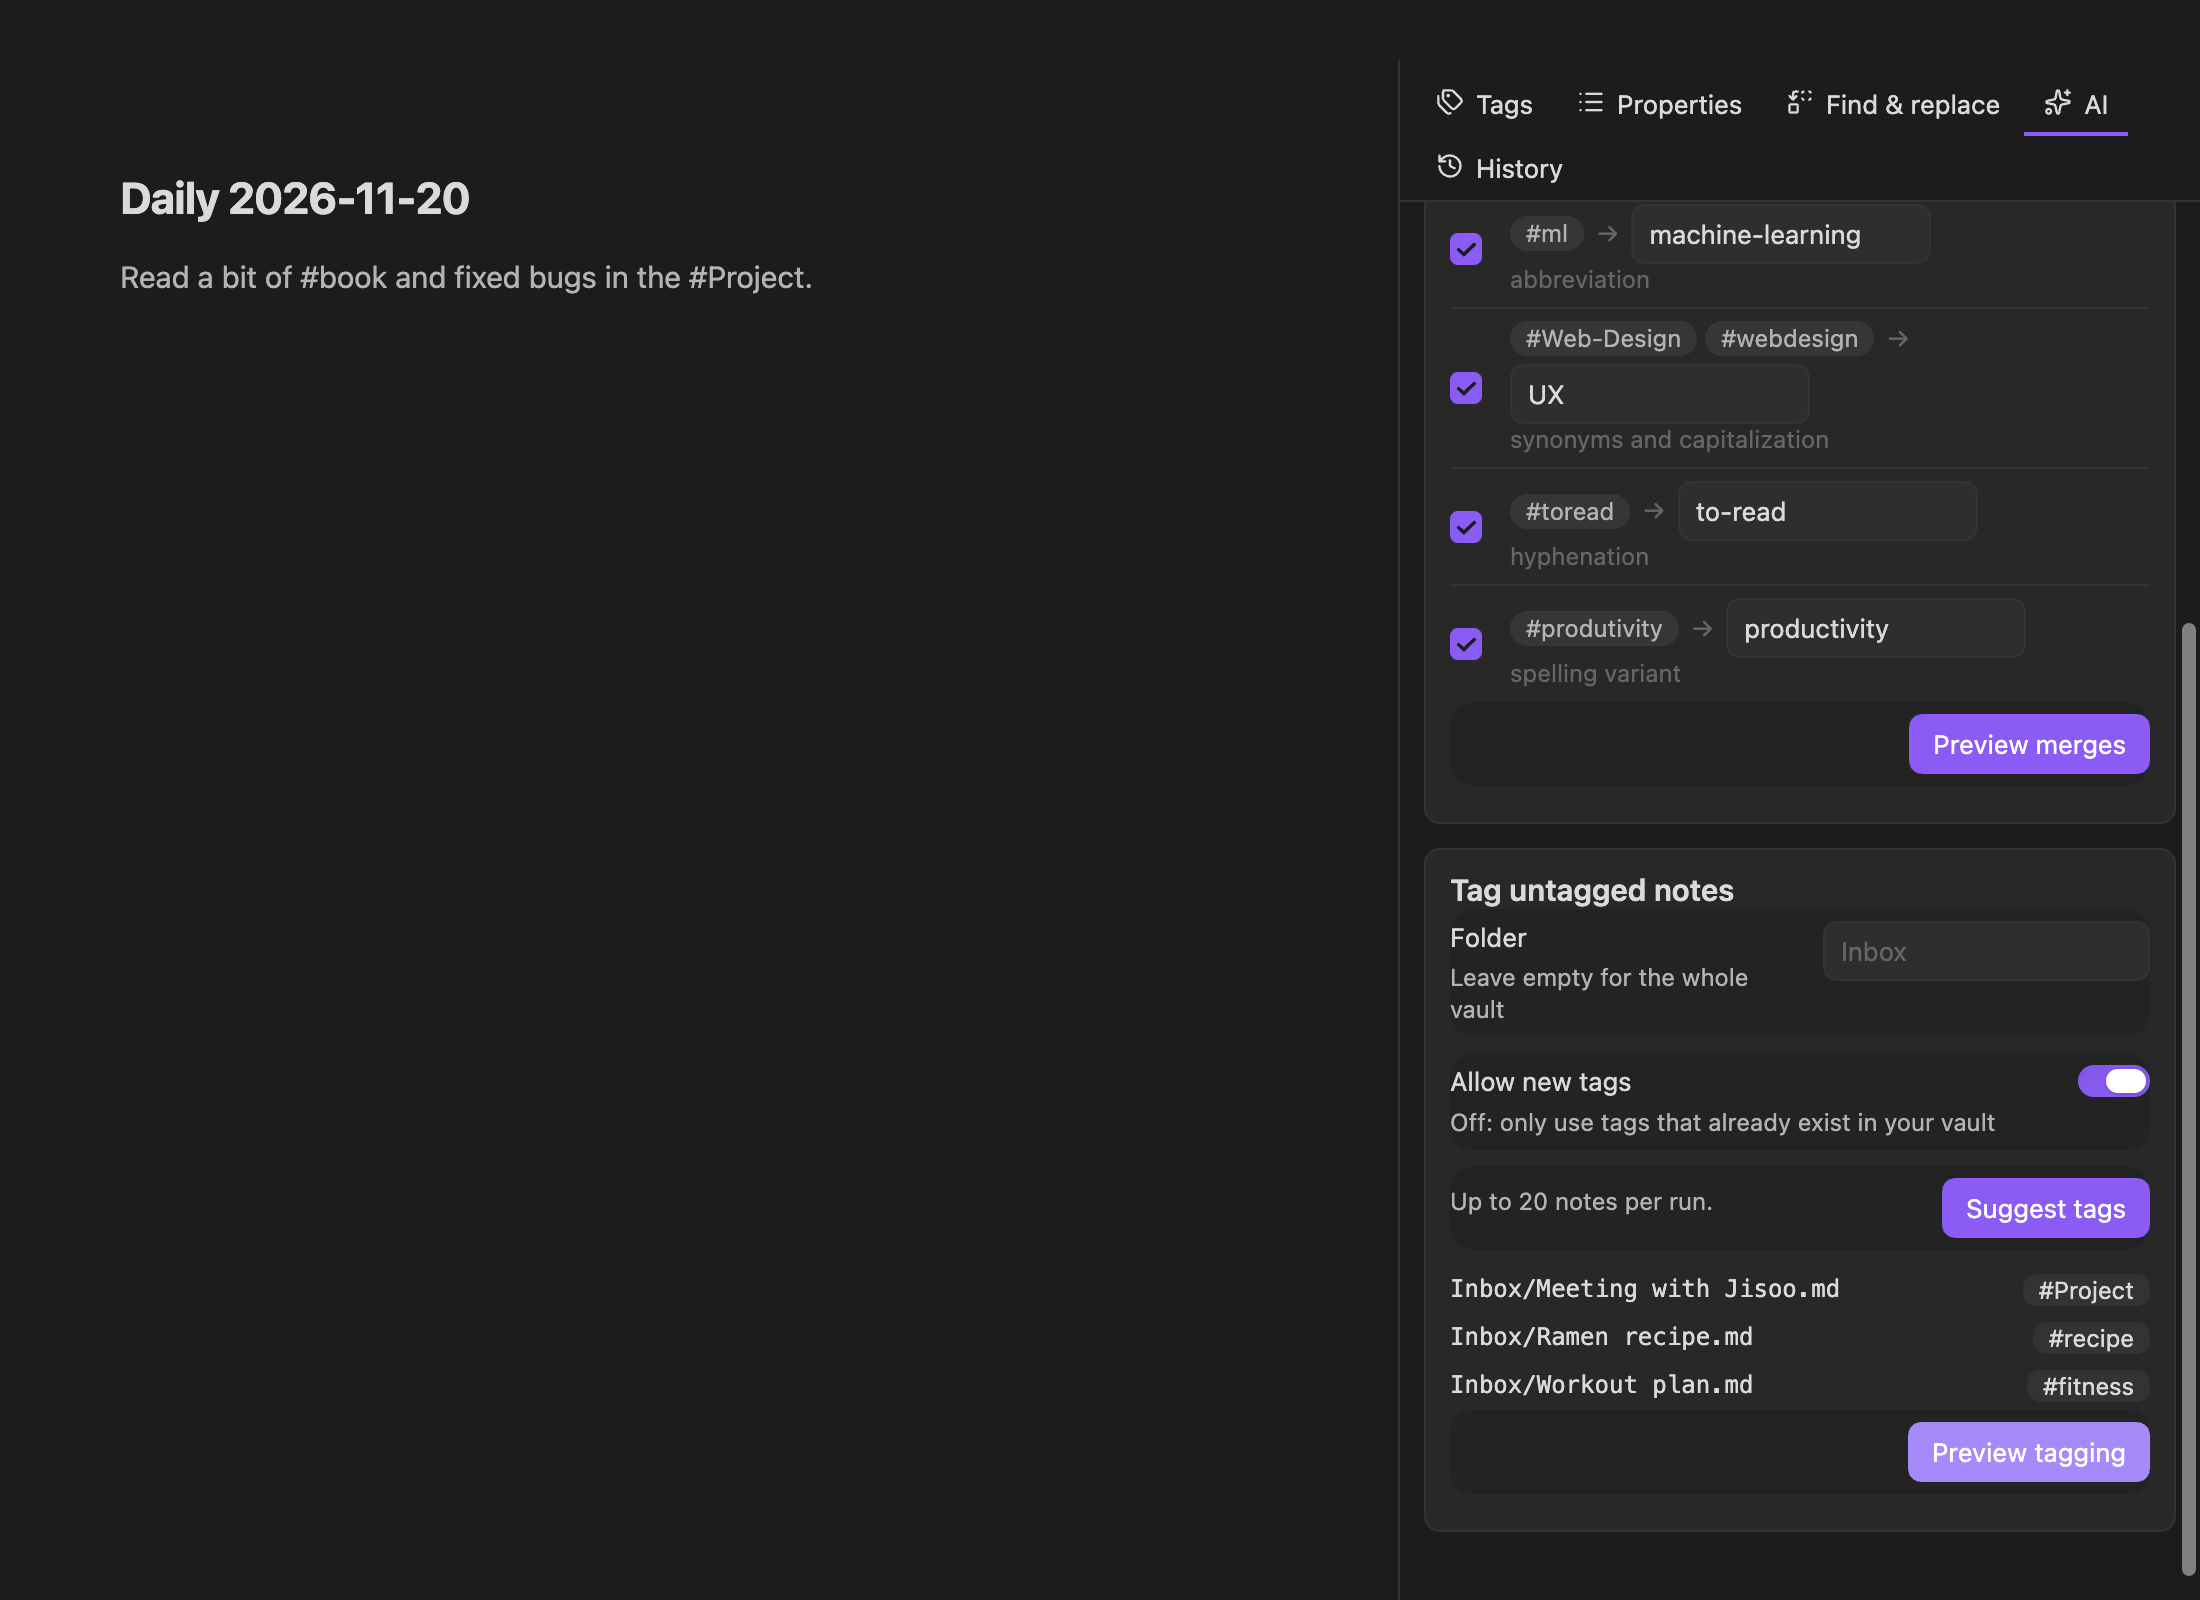 Daily 2026-11-20
Read a bit of #book and fixed bugs in the #Project.
Tags Properties Find & replace AI
History
#ml → machine-learning
abbreviation
#Web-Design #webdesign →
UX
synonyms and capitalization
#toread → to-read
hyphenation
#produtivity → productivity
spelling variant
Preview merges
Tag untagged notes
Folder
Inbox
Leave empty for the whole
vault
Allow new tags
Off: only use tags that already exist in your vault
Up to 20 notes per run.
Suggest tags
Inbox/Meeting with Jisoo.md #Project
Inbox/Ramen recipe.md #recipe
Inbox/Workout plan.md #fitness
Preview tagging